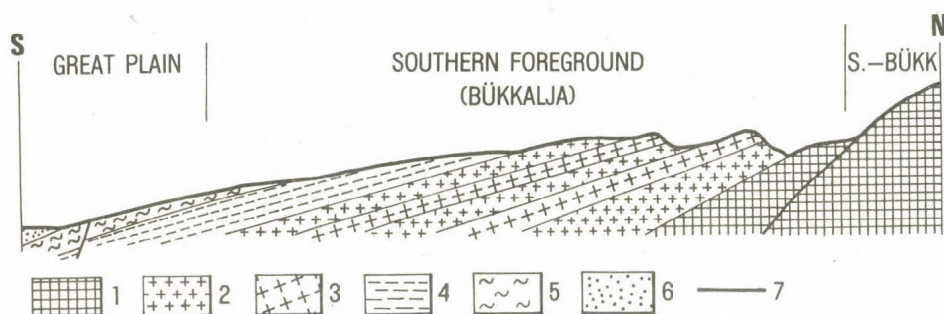 S
N
GREAT PLAIN
SOUTHERN FOREGROUND
(BÜKKALJA)
S.–BÜKK
1 2 3 4 5 6 7